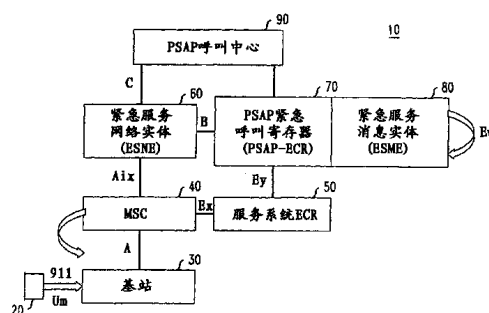 90
10
PSAP呼叫中心
C
60
70
80
紧急服务
网络实体
(ESNE)
B
PSAP紧急
呼叫寄存器
(PSAP-ECR)
紧急服务
消息实体
(ESME)
Aix
Ey
40
50
MSC
Ex
服务系统ECR
A
30
911
Um
基站
20